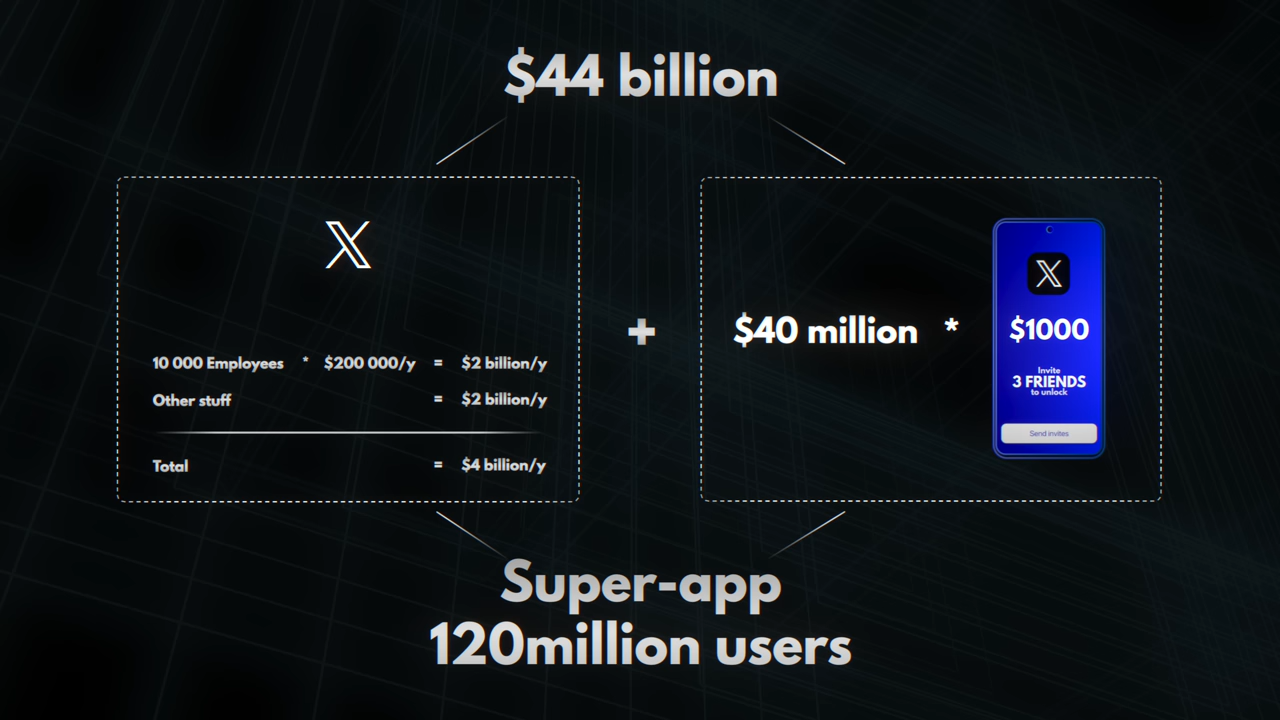 $44 billion
𝕏
10 000 Employees * $200 000/y = $2 billion/y
Other stuff = $2 billion/y
Total = $4 billion/y
+
$40 million *
𝕏
$1000
Invite
3 FRIENDS
to unlock
Send invites
Super-app
120million users